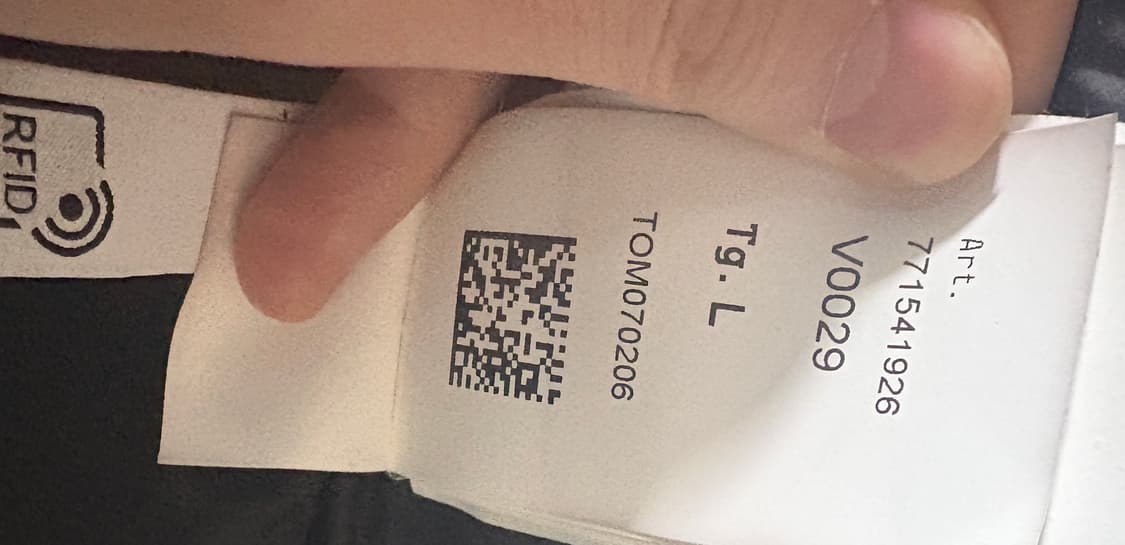 Art.
771541926
V0029
Tg. L
TOM070206
RFID